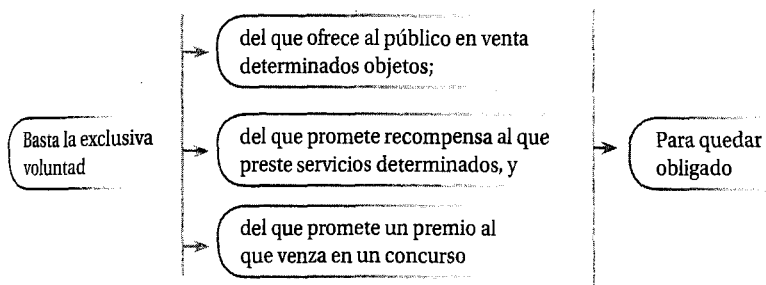 Basta la exclusiva
voluntad
del que ofrece al público en venta
determinados objetos;
del que promete recompensa al que
preste servicios determinados, y
del que promete un premio al
que venza en un concurso
Para quedar
obligado